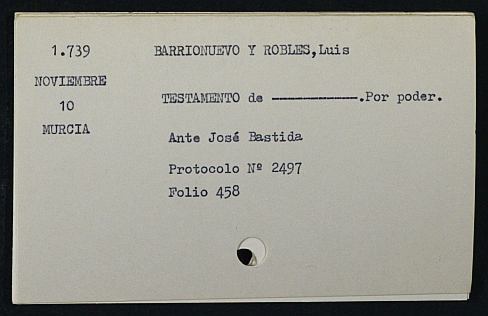 1.739 BARRIONUEVO Y ROBLES,Luis
NOVIEMBRE
10 TESTAMENTO de ------------.Por poder.
MURCIA
Ante José Bastida
Protocolo Nº 2497
Folio 458